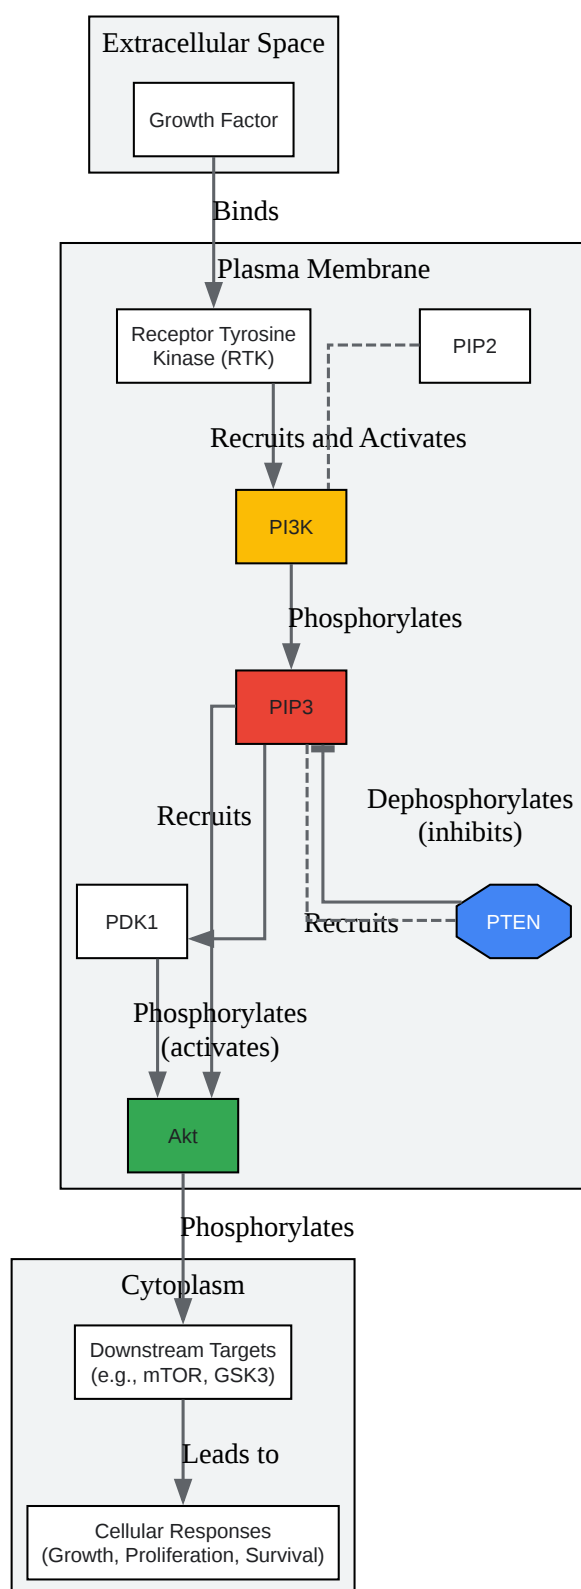 Extracellular Space
Growth Factor
Binds
Plasma Membrane
Receptor Tyrosine
Kinase (RTK)
PIP2
Recruits and Activates
PI3K
Phosphorylates
PIP3
Dephosphorylates
(inhibits)
Recruits
PDK1
Recruits
PTEN
Phosphorylates
(activates)
Akt
Phosphorylates
Cytoplasm
Downstream Targets
(e.g., mTOR, GSK3)
Leads to
Cellular Responses
(Growth, Proliferation, Survival)